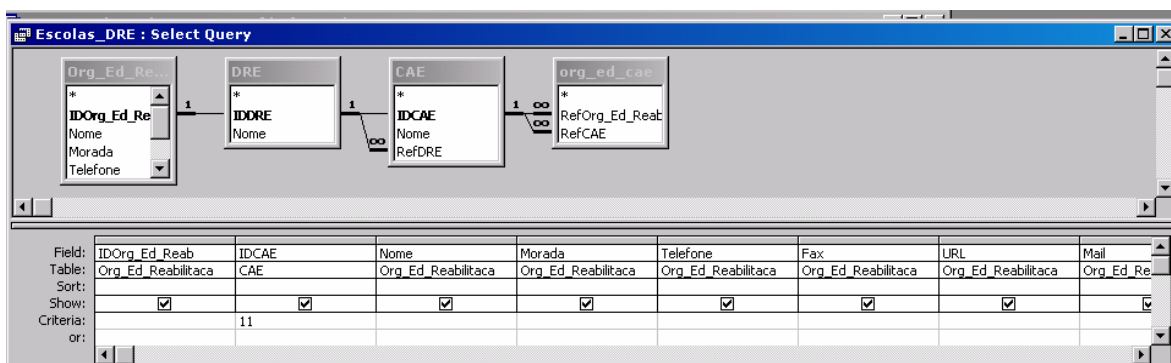 Escolas_DRE : Select Query
Org_Ed_Re...
*
IDOrg_Ed_Re
Nome
Morada
Telefone
1
DRE
*
IDDRE
Nome
1
∞
CAE
*
IDCAE
Nome
RefDRE
1 ∞
∞
org_ed_cae
*
RefOrg_Ed_Reab
RefCAE
Field: IDOrg_Ed_Reab IDCAE Nome Morada Telefone Fax URL Mail
Table: Org_Ed_Reabilitaca CAE Org_Ed_Reabilitaca Org_Ed_Reabilitaca Org_Ed_Reabilitaca Org_Ed_Reabilitaca Org_Ed_Reabilitaca Org_Ed_Re
Sort:
Show:
Criteria: 11
or: